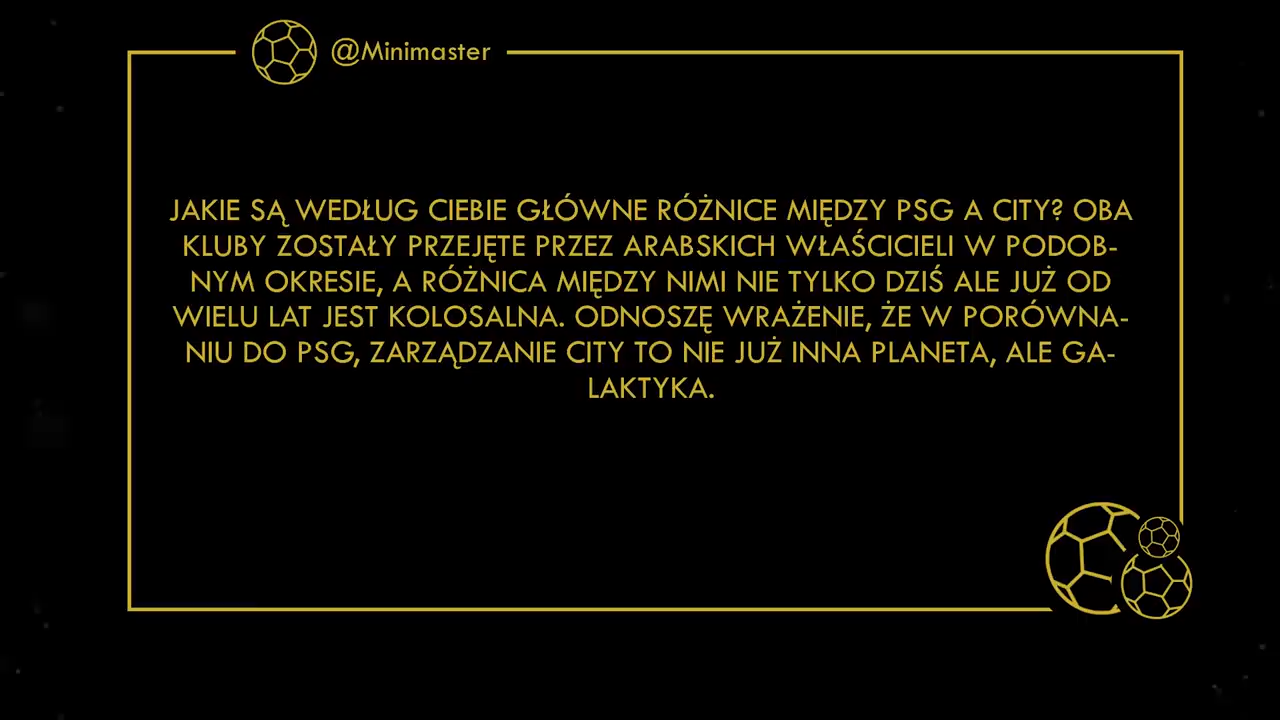 @Minimaster
JAKIE SĄ WEDŁUG CIEBIE GŁÓWNE RÓŻNICE MIĘDZY PSG A CITY? OBA
KLUBY ZOSTAŁY PRZEJĘTE PRZEZ ARABSKICH WŁAŚCICIELI W PODOB-
NYM OKRESIE, A RÓŻNICA MIĘDZY NIMI NIE TYLKO DZIŚ ALE JUŻ OD
WIELU LAT JEST KOLOSALNA. ODNOSZĘ WRAŻENIE, ŻE W PORÓWNA-
NIU DO PSG, ZARZĄDZANIE CITY TO NIE JUŻ INNA PLANETA, ALE GA-
LAKTYKA.